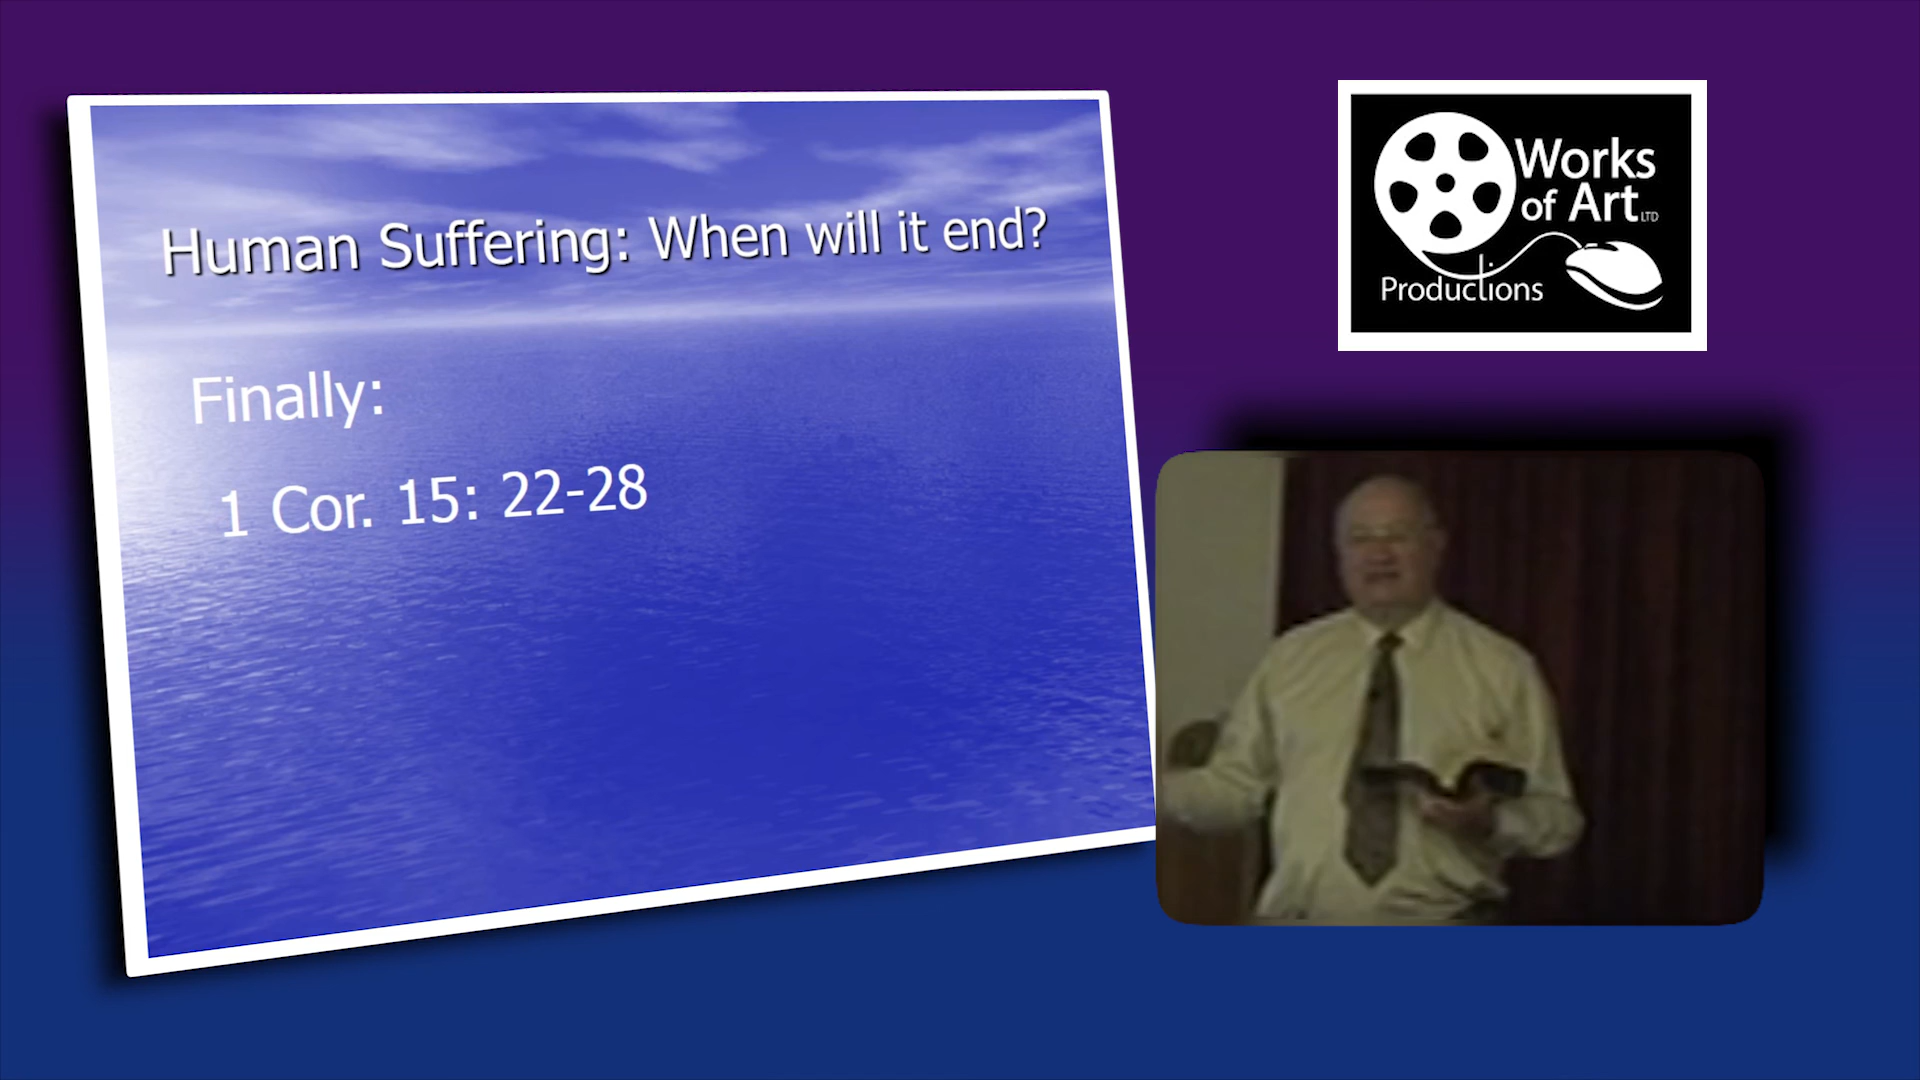 Human Suffering: When will it end?
Finally:
1 Cor. 15: 22-28
Works
of Art LTD
Productions